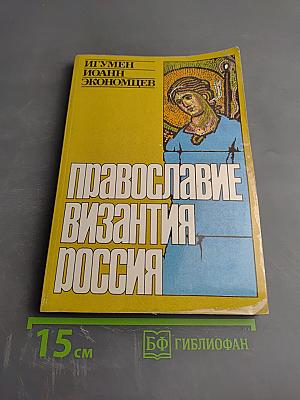 ИГУМЕН
ИОАНН
ЭКОНОМЦЕВ
ПРАВОСЛАВИЕ
ВИЗАНТИЯ
РОССИЯ
15 см
БФ ГИБЛИОФАН